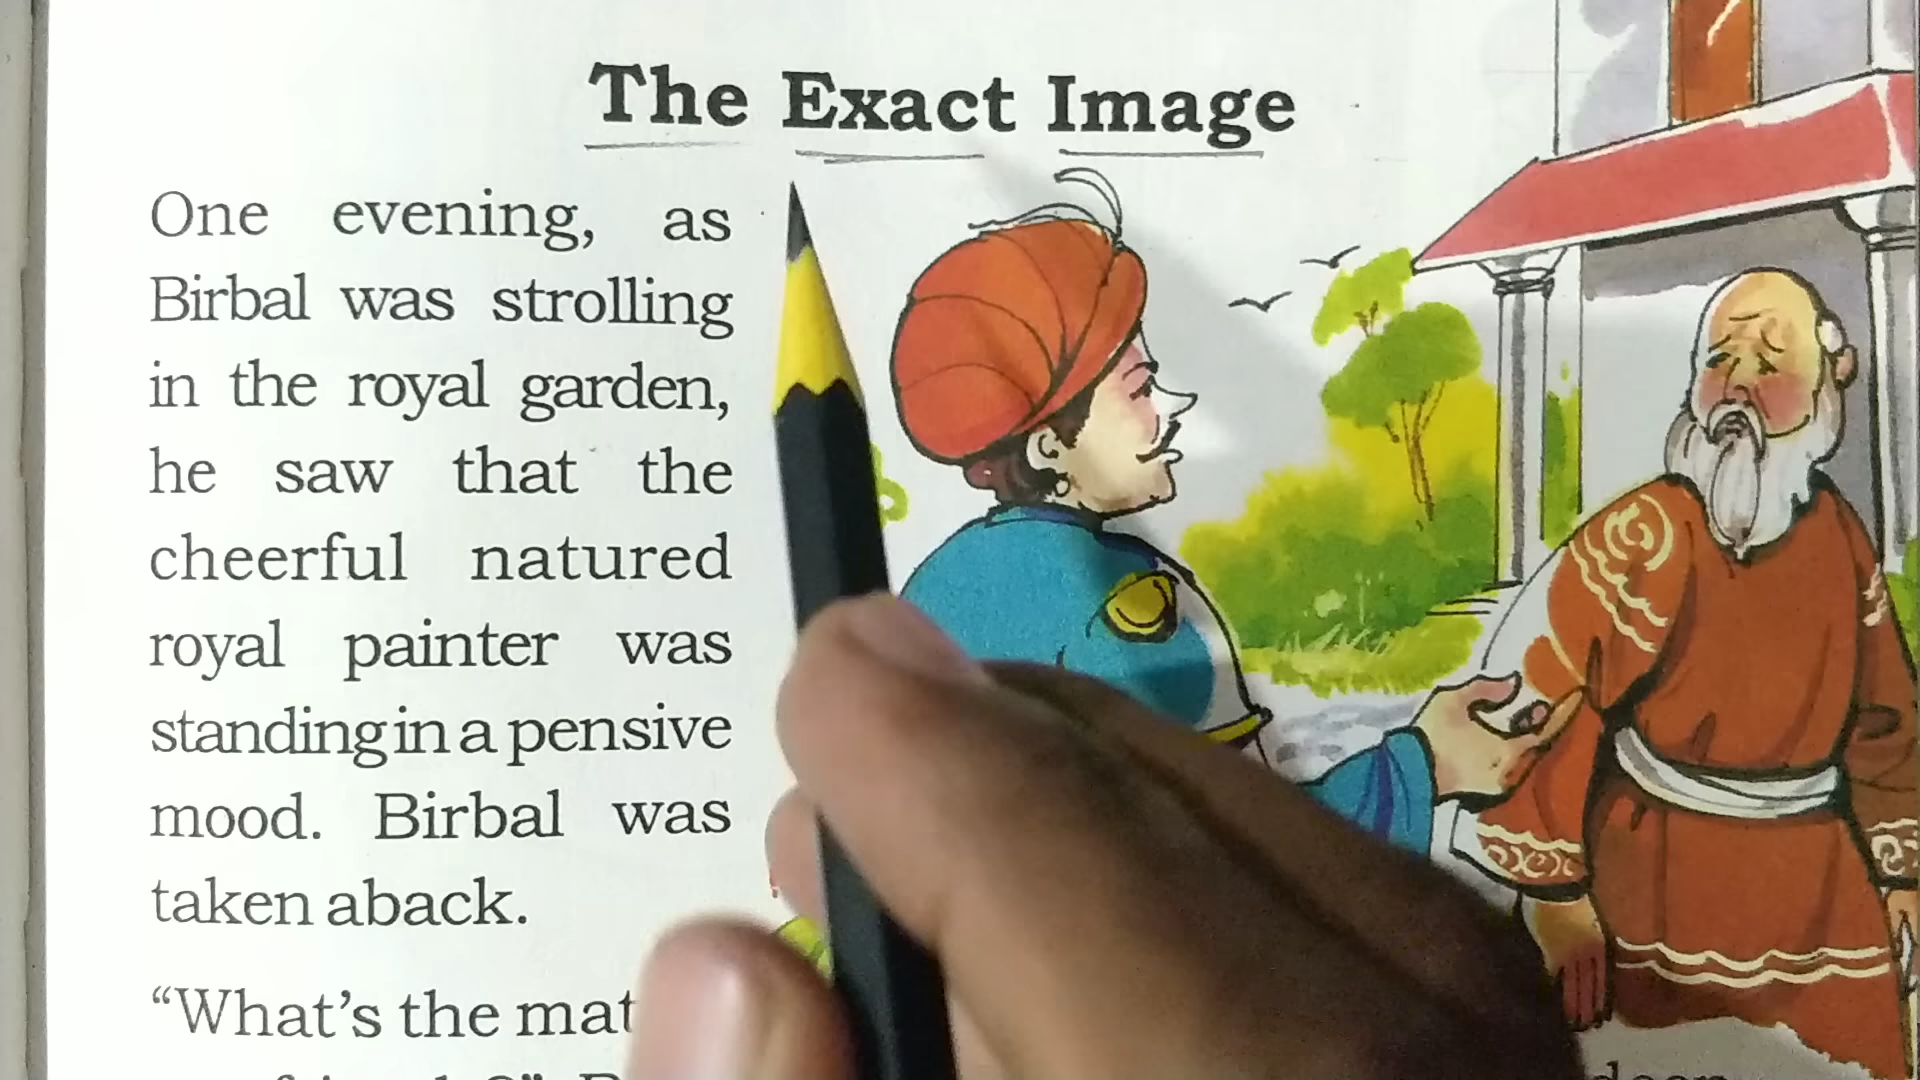 The Exact Image
One evening, as
Birbal was strolling
in the royal garden,
he saw that the
cheerful natured
royal painter was
standing in a pensive
mood. Birbal was
taken aback.
“What’s the mat